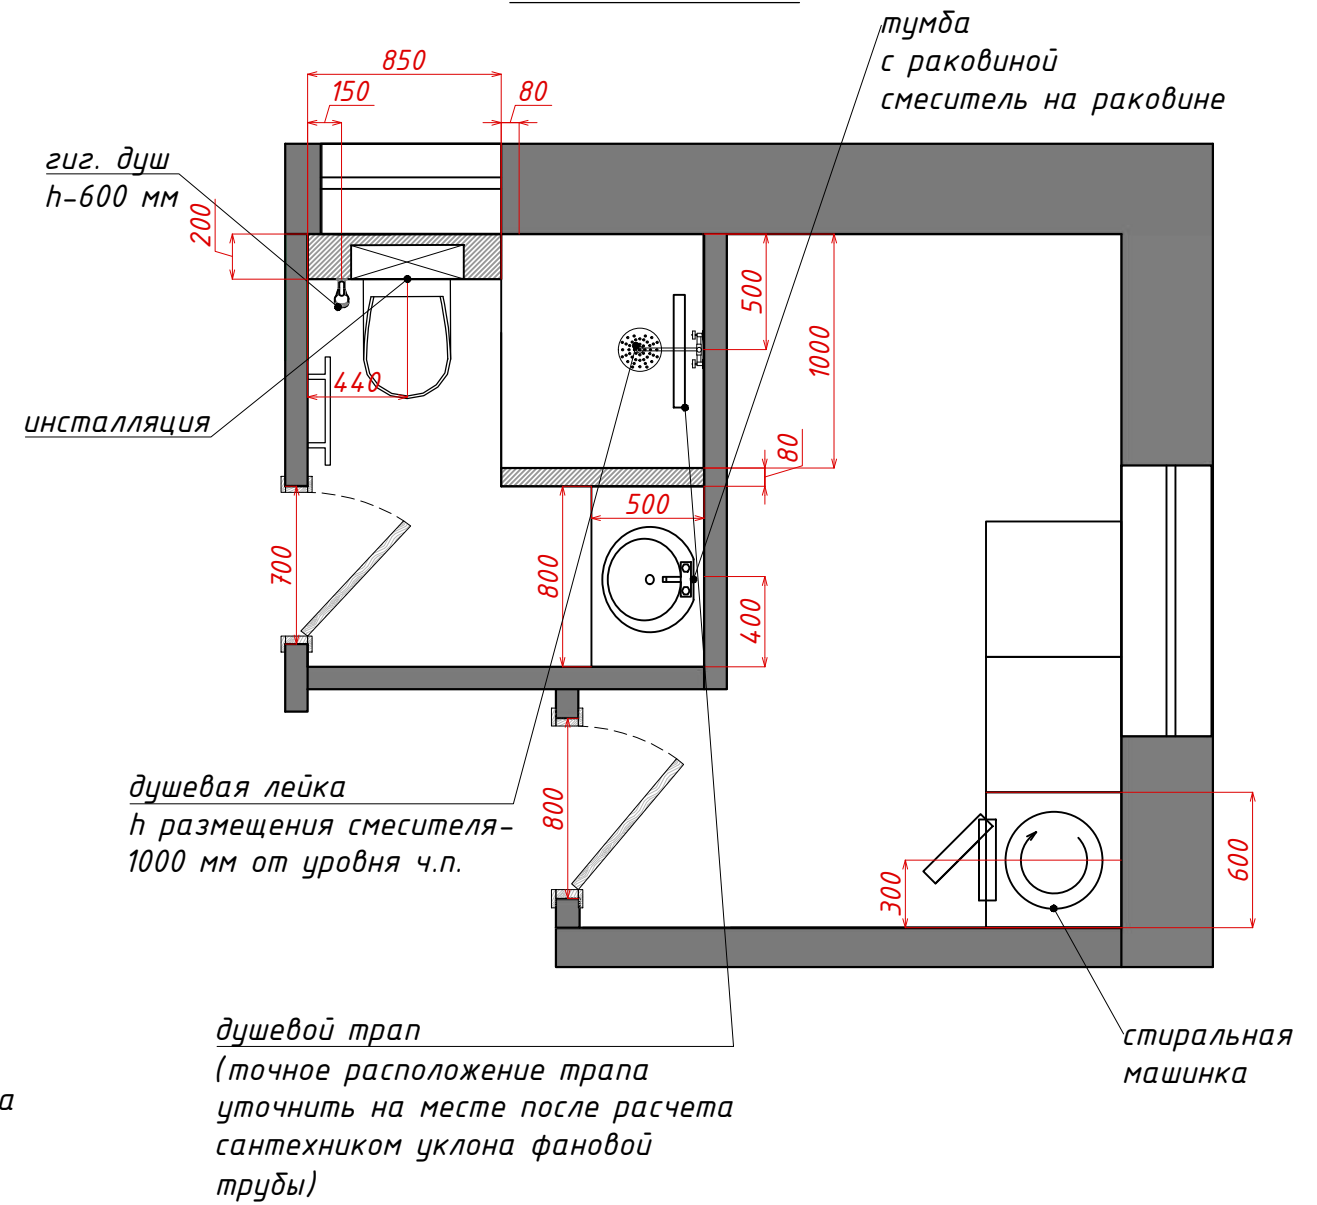 тумба
с раковиной
смеситель на раковине
850
150
80
гиг. душ
h-600 мм
200
500
1000
440
инсталляция
80
500
700
800
400
душевая лейка
h размещения смесителя-
1000 мм от уровня ч.п.
800
300
600
душевой трап
(точное расположение трапа
уточнить на месте после расчета
сантехником уклона фановой
трубы)
стиральная
машинка
а